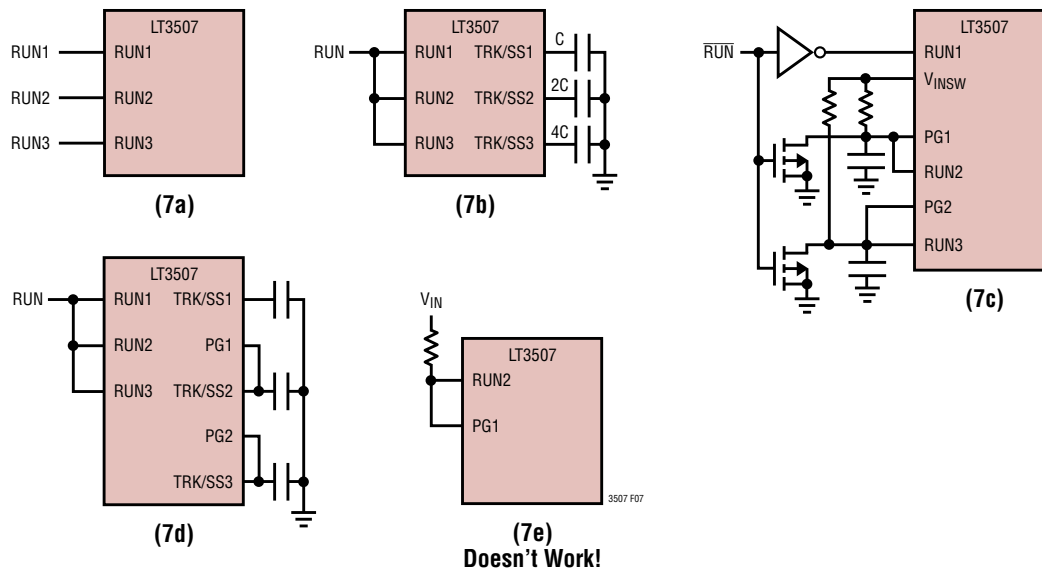 LT3507
RUN1 RUN1
RUN2 RUN2
RUN3 RUN3
(7a)
LT3507
RUN RUN1 TRK/SS1 C
RUN2 TRK/SS2 2C
RUN3 TRK/SS3 4C
(7b)
LT3507
RUN RUN1
VINSW
PG1
RUN2
PG2
RUN3
(7c)
LT3507
RUN RUN1 TRK/SS1
RUN2 PG1
RUN3 TRK/SS2
PG2
TRK/SS3
(7d)
VIN
LT3507
RUN2
PG1
3507 F07
(7e)
Doesn't Work!